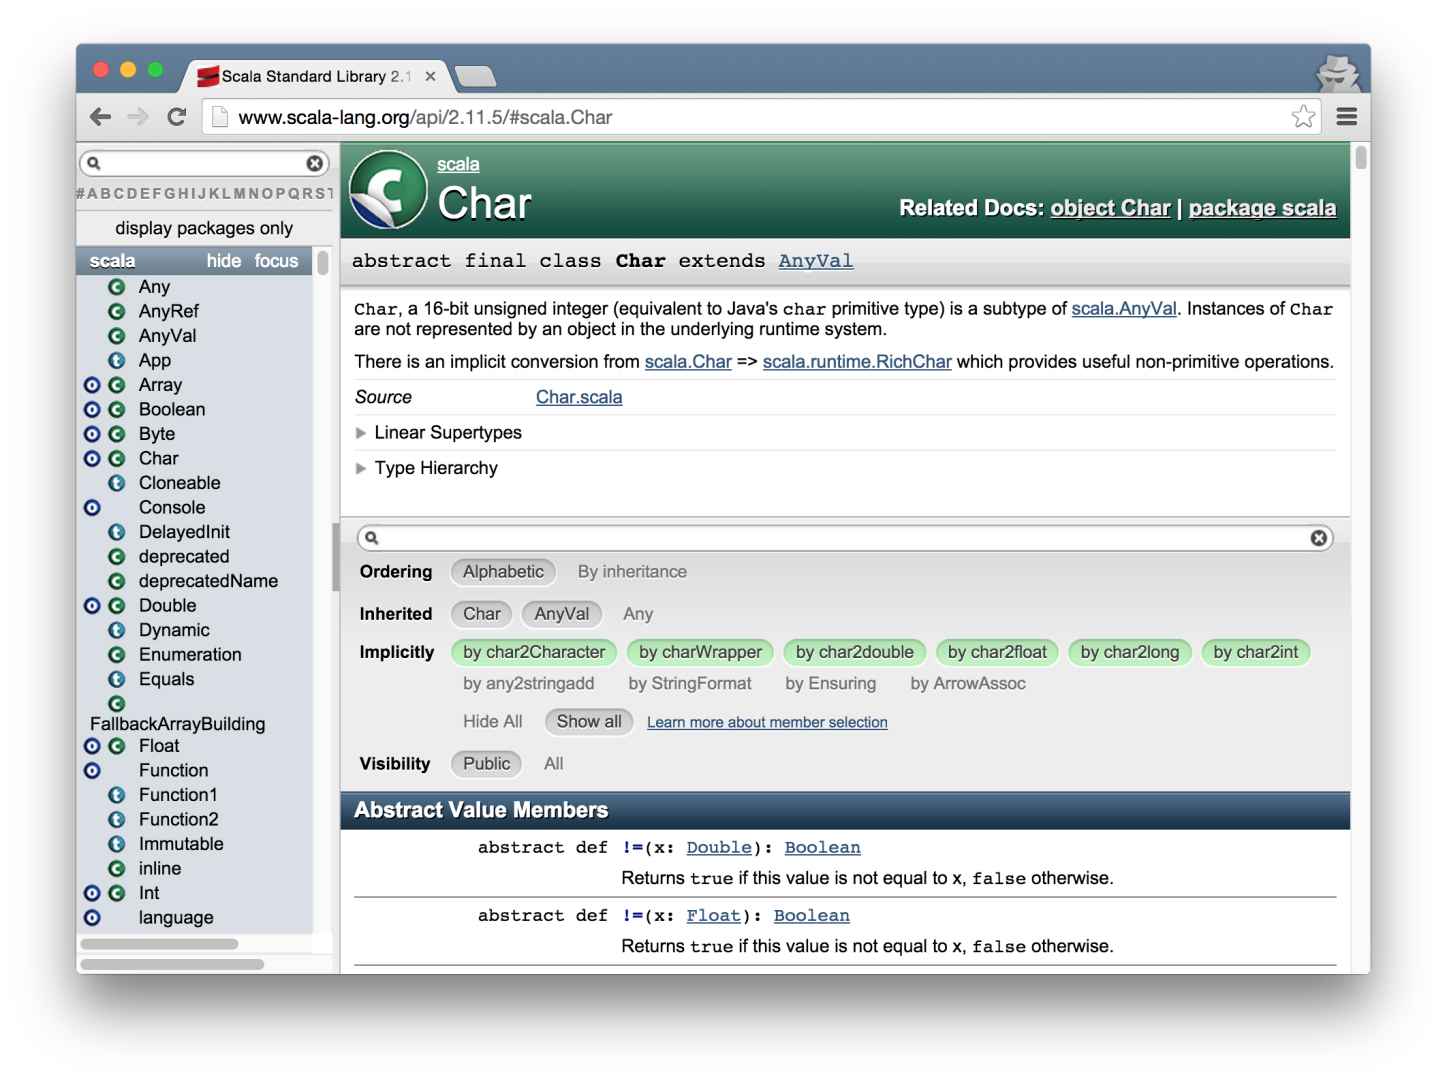 Scala Standard Library 2.1
www.scala-lang.org/api/2.11.5/#scala.Char
#ABCDEFGHIJKLMNOPQRST
display packages only
scala hide focus
Any
AnyRef
AnyVal
App
Array
Boolean
Byte
Char
Cloneable
Console
DelayedInit
deprecated
deprecatedName
Double
Dynamic
Enumeration
Equals
FallbackArrayBuilding
Float
Function
Function1
Function2
Immutable
inline
Int
language
scala
Char
Related Docs: object Char | package scala
abstract final class Char extends AnyVal
Char, a 16-bit unsigned integer (equivalent to Java's char primitive type) is a subtype of scala.AnyVal. Instances of Char
are not represented by an object in the underlying runtime system.
There is an implicit conversion from scala.Char => scala.runtime.RichChar which provides useful non-primitive operations.
Source Char.scala
Linear Supertypes
Type Hierarchy
Ordering Alphabetic By inheritance
Inherited Char AnyVal Any
Implicitly by char2Character by charWrapper by char2double by char2float by char2long by char2int
by any2stringadd by StringFormat by Ensuring by ArrowAssoc
Hide All Show all Learn more about member selection
Visibility Public All
Abstract Value Members
abstract def !=(x: Double): Boolean
Returns true if this value is not equal to x, false otherwise.
abstract def !=(x: Float): Boolean
Returns true if this value is not equal to x, false otherwise.